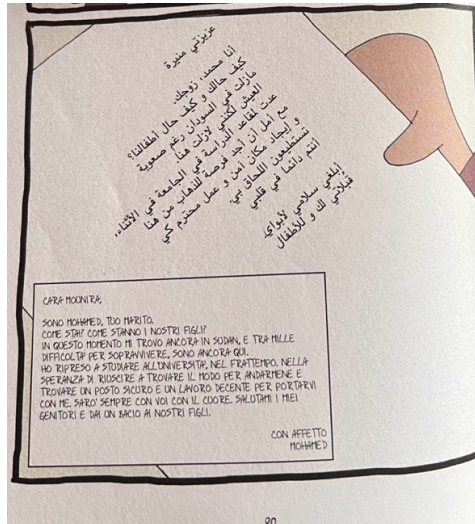 عزيزتي منيرة
أنا محمد، زوجك.
كيف حالك و كيف حال أطفالنا؟
مازلت في السودان رغم صعوبة
العيش لكنني لازلت هنا.
عدت لمقاعد الدراسة في الجامعة في الأثناء،
مع أمل أن أجد فرصة للذهاب من هنا
و إيجاد مكان آمن و عمل محترم كي
تستطيعون اللحاق بي.
أنتم دائما في قلبي
إبلغي سلامي لأبواي.
قبلاتي لك و للأطفال
CARA MOUNIRA,
SONO MOHAMED, TUO MARITO.
COME STAI? COME STANNO I NOSTRI FIGLI?
IN QUESTO MOMENTO MI TROVO ANCORA IN SUDAN, E TRA MILLE
DIFFICOLTÀ PER SOPRAVVIVERE, SONO ANCORA QUI.
HO RIPRESO A STUDIARE ALL'UNIVERSITÀ, NEL FRATTEMPO. NELLA
SPERANZA DI RIUSCIRE A TROVARE IL MODO PER ANDARMENE E
TROVARE UN POSTO SICURO E UN LAVORO DECENTE PER PORTARVI
CON ME. SARO' SEMPRE CON VOI CON IL CUORE. SALUTAMI I MIEI
GENITORI E DAI UN BACIO AI NOSTRI FIGLI.
CON AFFETTO
MOHAMED